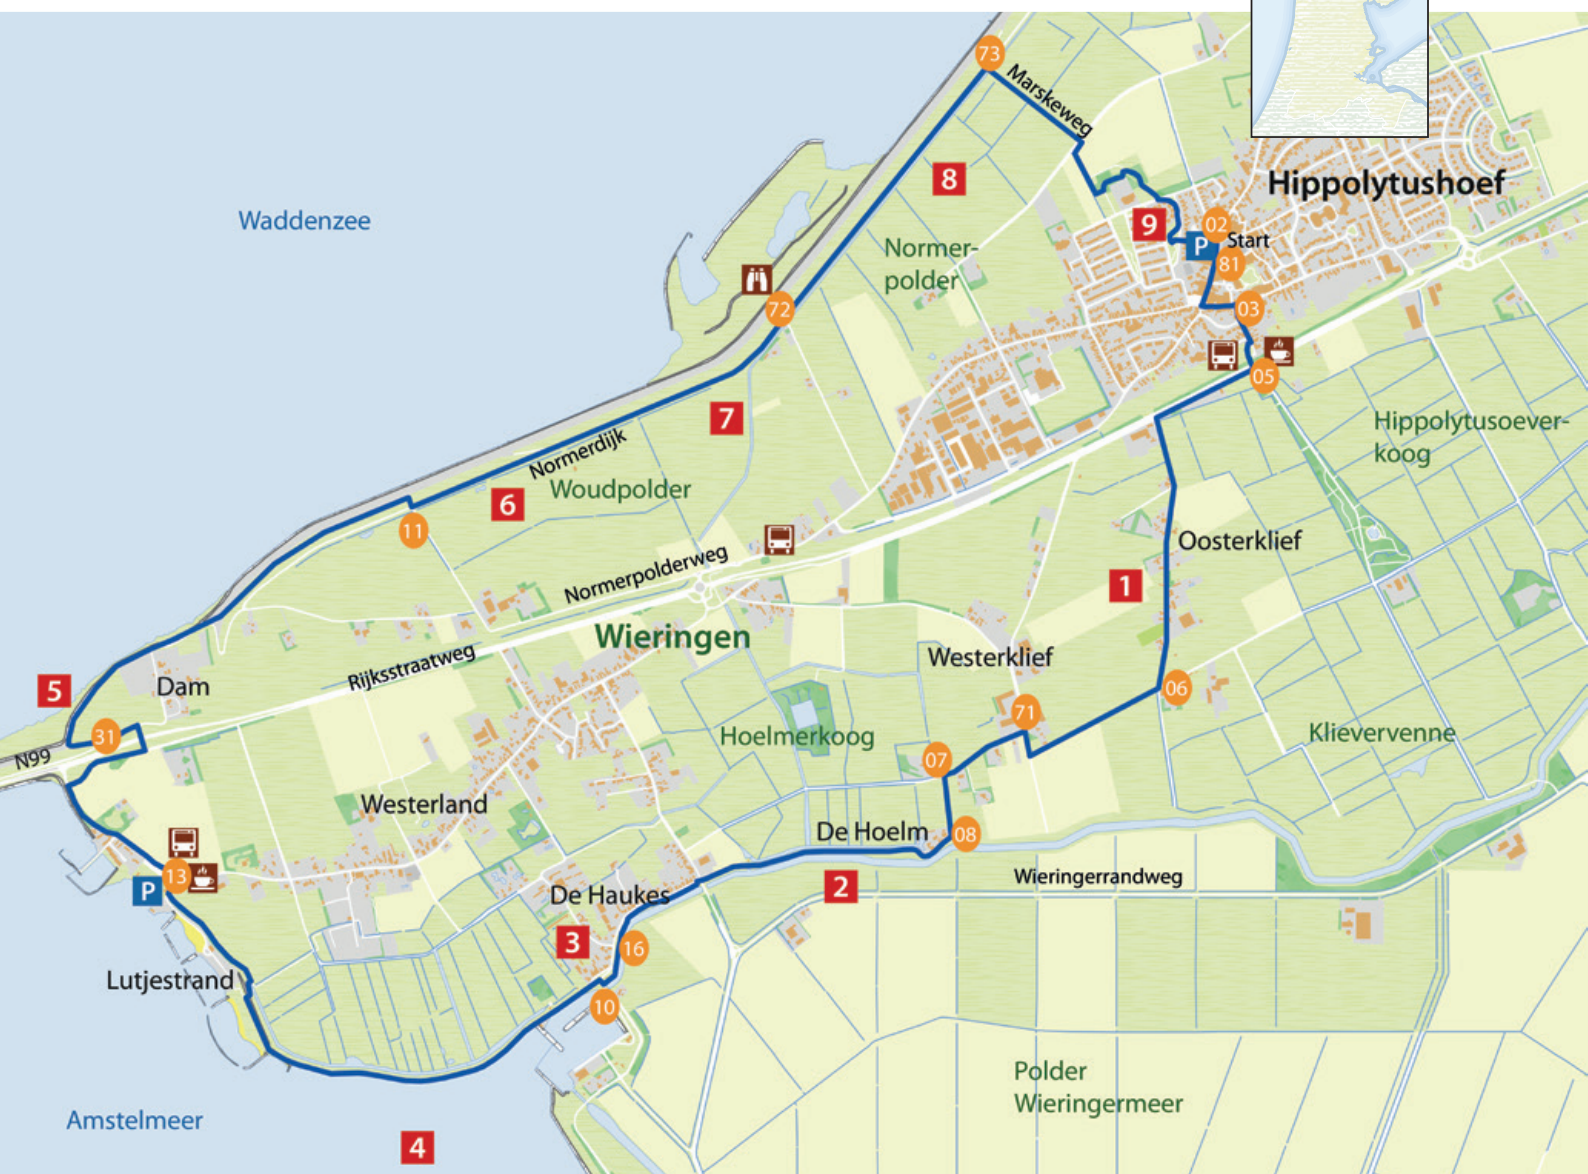 73
Marskeweg
8
Hippolytushoef
Waddenzee
9
02
P
Start
81
Normer-
polder
72
03
05
7
Hippolytusoever-
koog
Normerdijk
6
Woudpolder
11
Oosterklief
Normerpolderweg
1
Wieringen
Westerklief
Rijksstraatweg
5
Dam
06
71
31
Hoelmerkoog
Klievervenne
N99
07
Westerland
De Hoelm
08
13
P
2
Wieringerrandweg
De Haukes
3
16
Lutjestrand
10
Polder
Wieringermeer
Amstelmeer
4